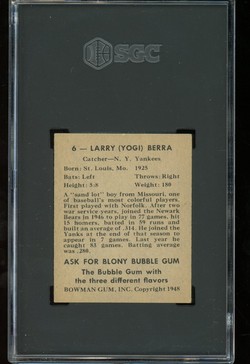 SGC
6 — LARRY (YOGI) BERRA
Catcher—N. Y. Yankees
Born: St. Louis, Mo. 1925
Bats: Left Throws: Right
Height: 5:8 Weight: 180
A "sand lot" boy from Missouri, one
of baseball's most colorful players.
First played with Norfolk. After two
war service years, joined the Newark
Bears in 1946 to play in 77 games, hit
15 homers, batted in 59 runs and
built an average of .314. He joined the
Yanks at the end of that season to
appear in 7 games. Last year he
caught 83 games. Batting average
was .280.
ASK FOR BLONY BUBBLE GUM
The Bubble Gum with
the three different flavors
BOWMAN GUM, INC. Copyright 1948